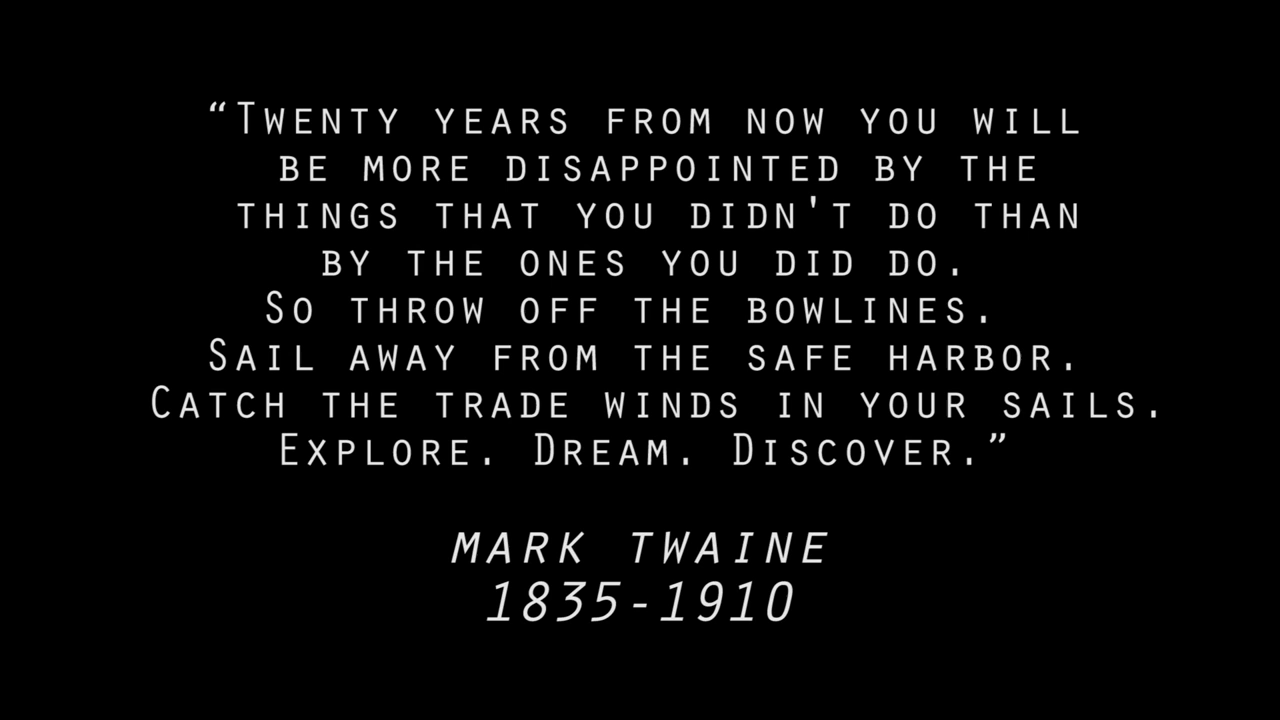 “Twenty years from now you will
be more disappointed by the
things that you didn't do than
by the ones you did do.
So throw off the bowlines.
Sail away from the safe harbor.
Catch the trade winds in your sails.
Explore. Dream. Discover.”
MARK TWAINE
1835-1910